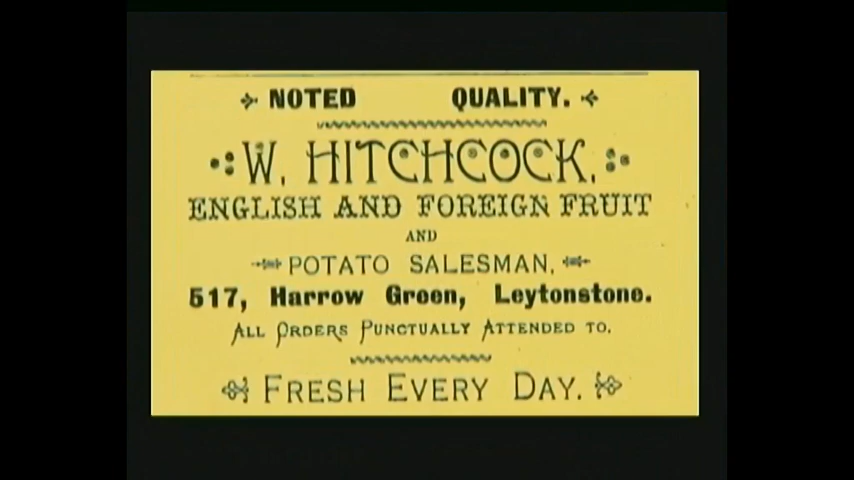 NOTED QUALITY.
W. HITCHCOCK.
ENGLISH AND FOREIGN FRUIT
AND
POTATO SALESMAN.
517, Harrow Green, Leytonstone.
ALL ORDERS PUNCTUALLY ATTENDED TO.
FRESH EVERY DAY.